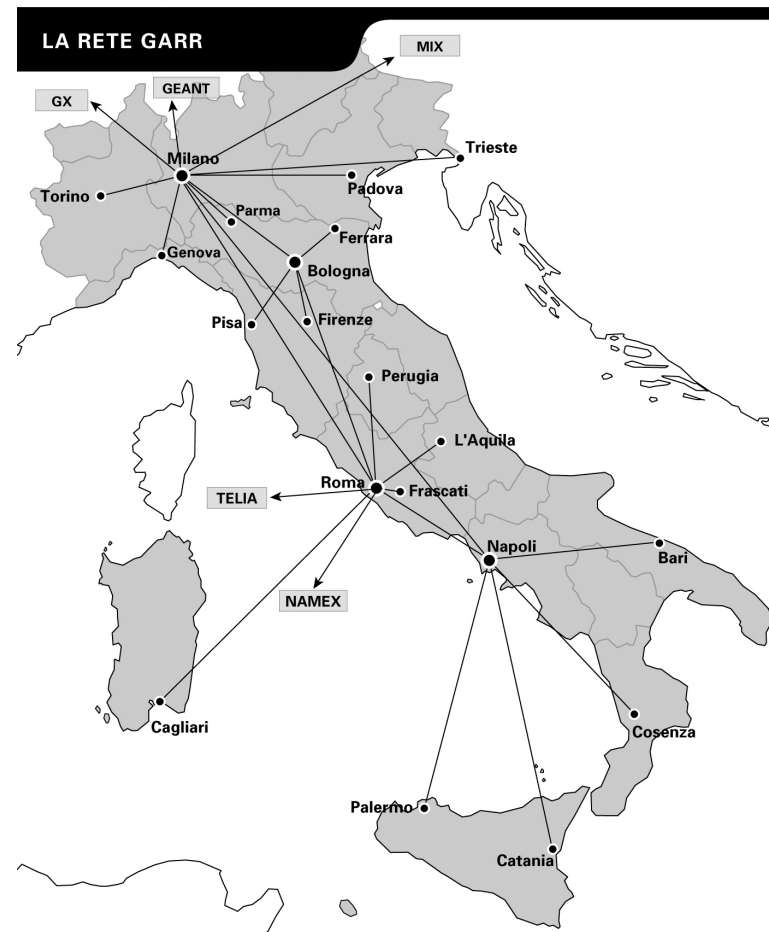 LA RETE GARR
MIX
GEANT
GX
Milano
Trieste
Torino
Padova
Parma
Ferrara
Genova
Bologna
Pisa
Firenze
Perugia
L'Aquila
Roma
Frascati
TELIA
Napoli
Bari
NAMEX
Cagliari
Cosenza
Palermo
Catania